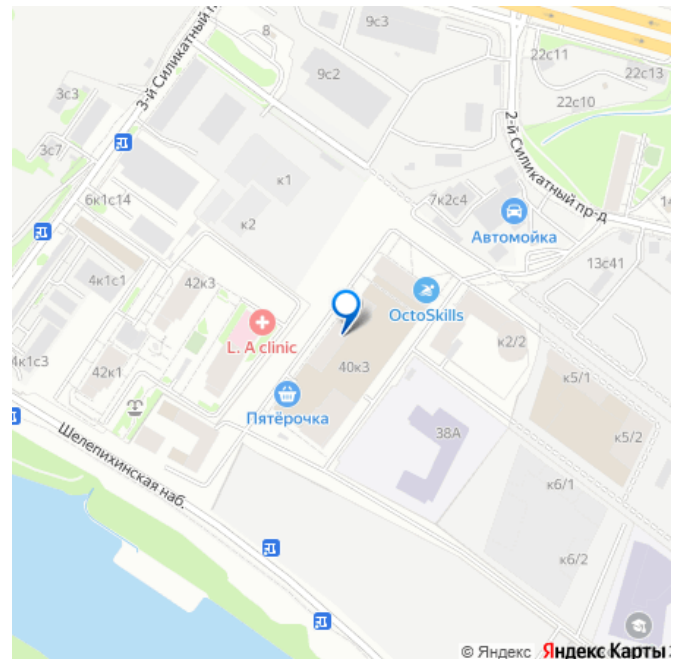 9с3
8
3-й Силикатный п
9с2
22с11
22с13
22с10
2-й Силикатный пр-д
3с3
3с7
к1
7к2с4
6к1с14
к2
Автомойка
13с41
4к1с1
42к3
OctoSkills
L. A clinic
к2/2
4к1с3
42к1
40к3
к5/1
Пятёрочка
38А
к5/2
Шелепихинская наб.
к6/1
к6/2
© Яндекс Яндекс Карты